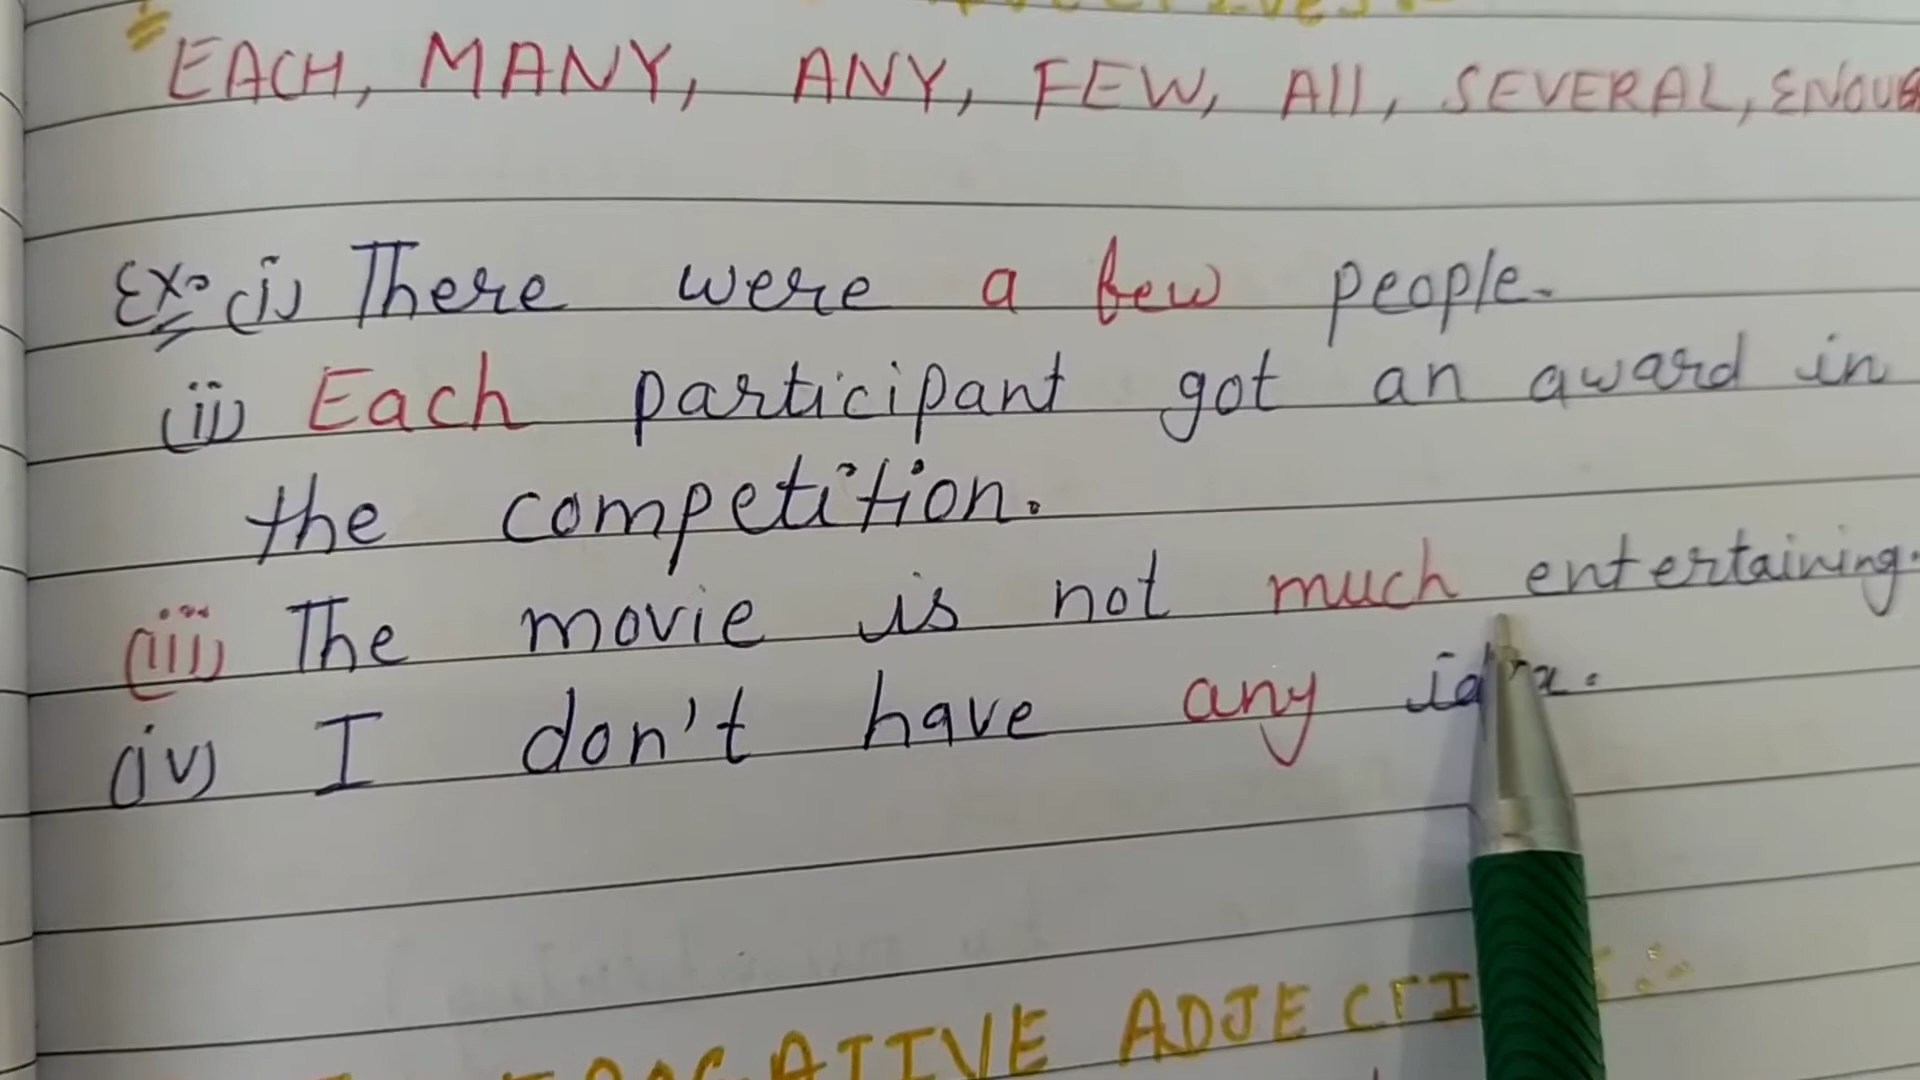 EACH, MANY, ANY, FEW, All, SEVERAL,
Ex: (i) There were a few people.
(ii) Each participant got an award in
the competition.
(iii) The movie is not much entertaining.
(iv) I don't have any
ADJECTI